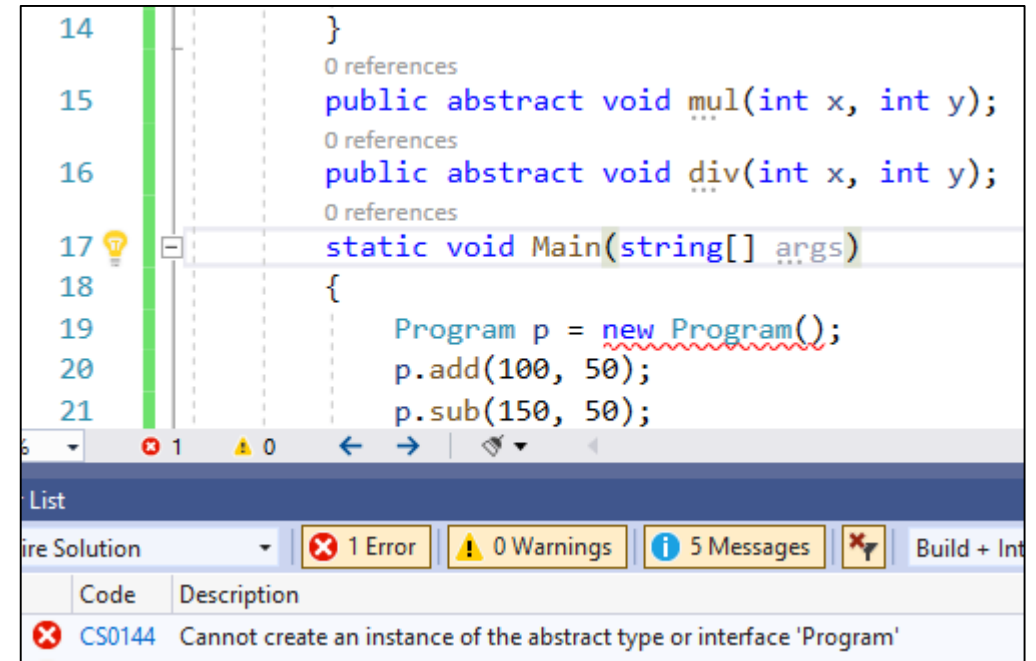 14 }
0 references
15 public abstract void mul(int x, int y);
0 references
16 public abstract void div(int x, int y);
0 references
17 static void Main(string[] args)
18 {
19 Program p = new Program();
20 p.add(100, 50);
21 p.sub(150, 50);
% 1 0
List
ire Solution 1 Error 0 Warnings 5 Messages Build + Int
Code Description
CS0144 Cannot create an instance of the abstract type or interface 'Program'